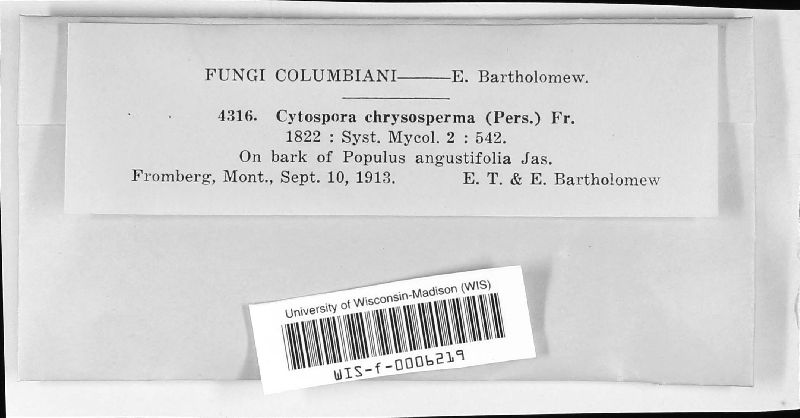 FUNGI COLUMBIANI——E. Bartholomew.
4316. Cytospora chrysosperma (Pers.) Fr.
1822 : Syst. Mycol. 2 : 542.
On bark of Populus angustifolia Jas.
Fromberg, Mont., Sept. 10, 1913. E. T. & E. Bartholomew
University of Wisconsin-Madison (WIS)
WIS-f-0006219